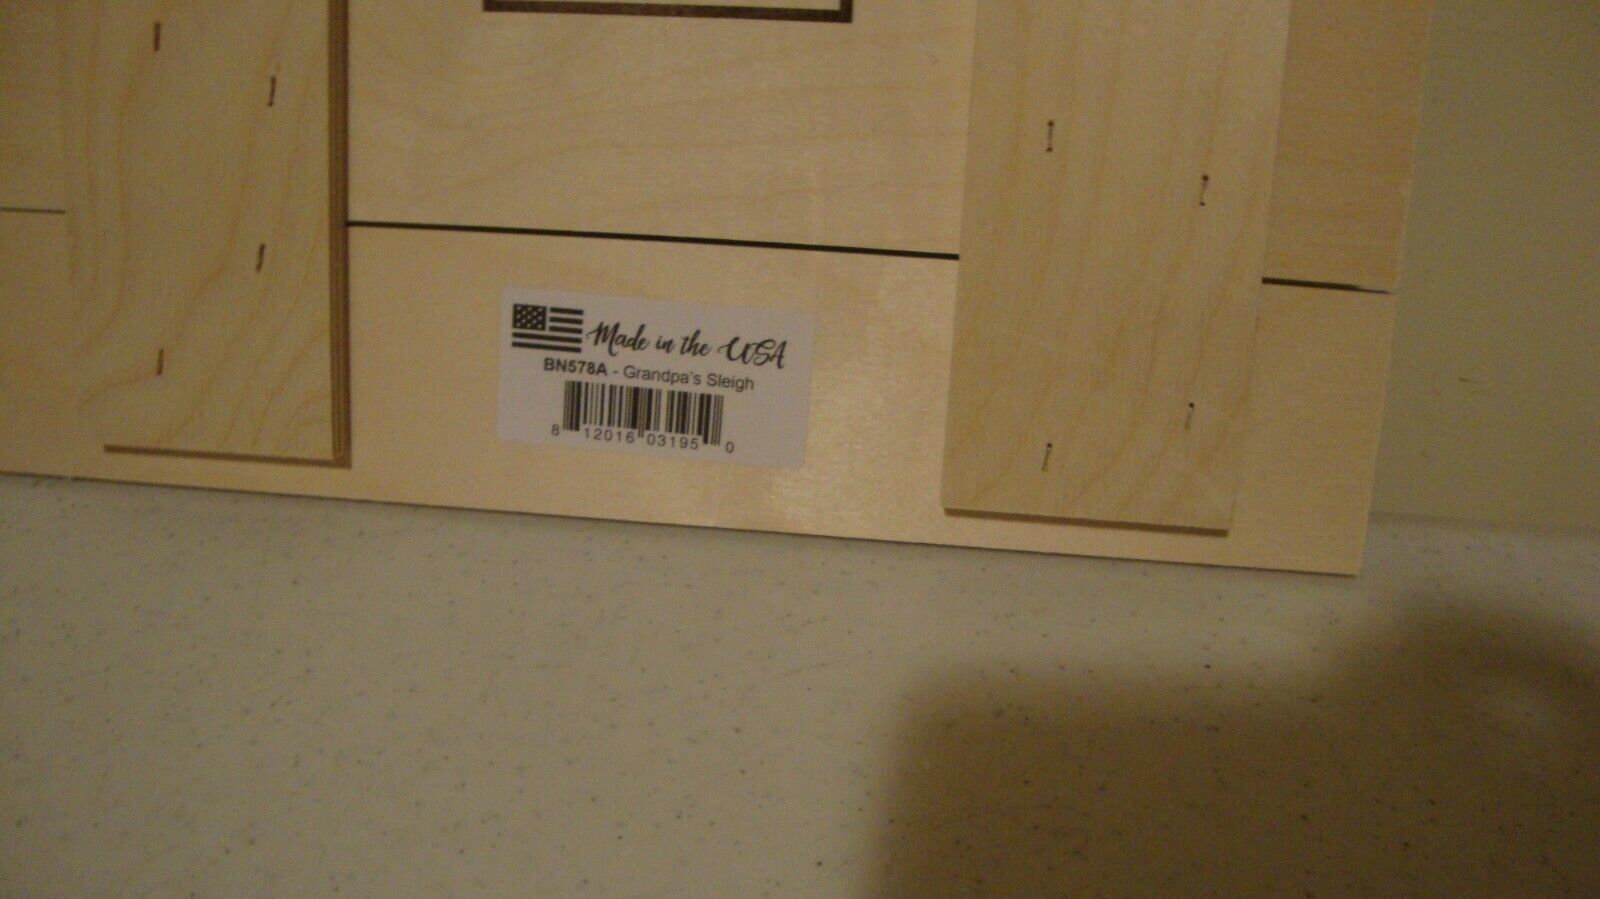 Made in the USA
BN578A - Grandpa's Sleigh
8 12016 03195 0